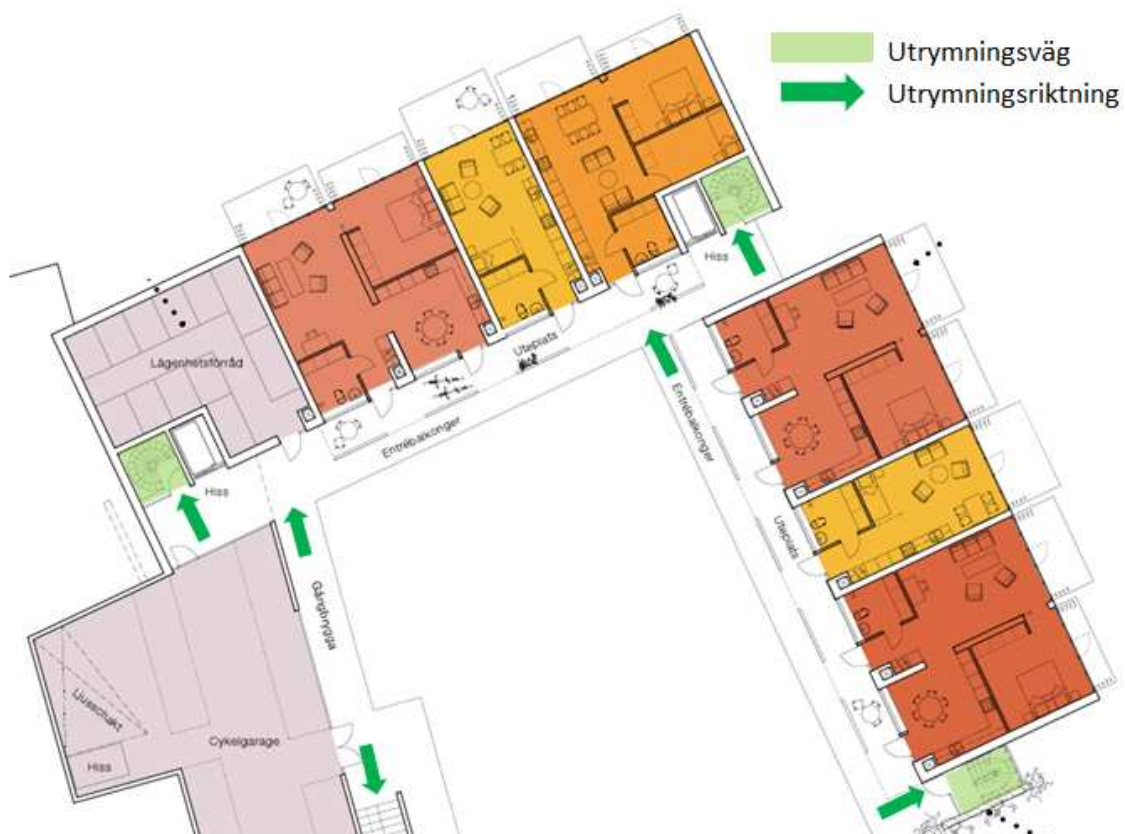 Utrymningsväg
Utrymningsriktning
Hiss
Uteplats
Lägenhetsförråd
Entrébalkonger
Entrébalkonger
Hiss
Uteplats
Gångbrygga
Ljusschakt
Cykelgarage
Hiss